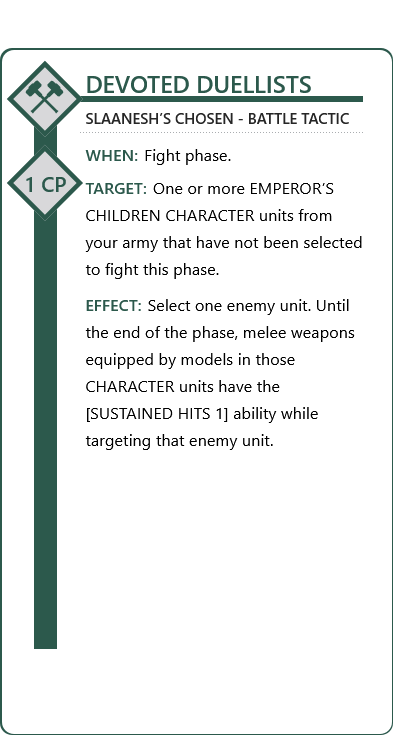 DEVOTED DUELLISTS
SLAANESH’S CHOSEN - BATTLE TACTIC
1 CP
WHEN: Fight phase.
TARGET: One or more EMPEROR’S
CHILDREN CHARACTER units from
your army that have not been selected
to fight this phase.
EFFECT: Select one enemy unit. Until
the end of the phase, melee weapons
equipped by models in those
CHARACTER units have the
[SUSTAINED HITS 1] ability while
targeting that enemy unit.